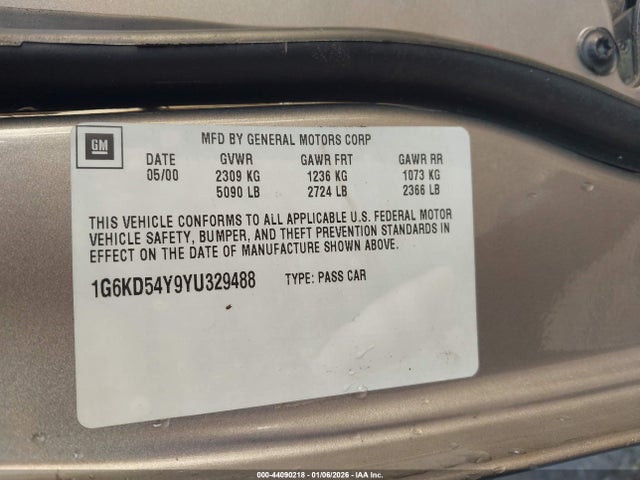 GM
MFD BY GENERAL MOTORS CORP
DATE GVWR GAWR FRT GAWR RR
05/00 2309 KG 1236 KG 1073 KG
5090 LB 2724 LB 2366 LB
THIS VEHICLE CONFORMS TO ALL APPLICABLE U.S. FEDERAL MOTOR
VEHICLE SAFETY, BUMPER, AND THEFT PREVENTION STANDARDS IN
EFFECT ON THE DATE OF MANUFACTURE SHOWN ABOVE.
1G6KD54Y9YU329488 TYPE: PASS CAR
000-44090218 | 01/06/2026 | IAA Inc.